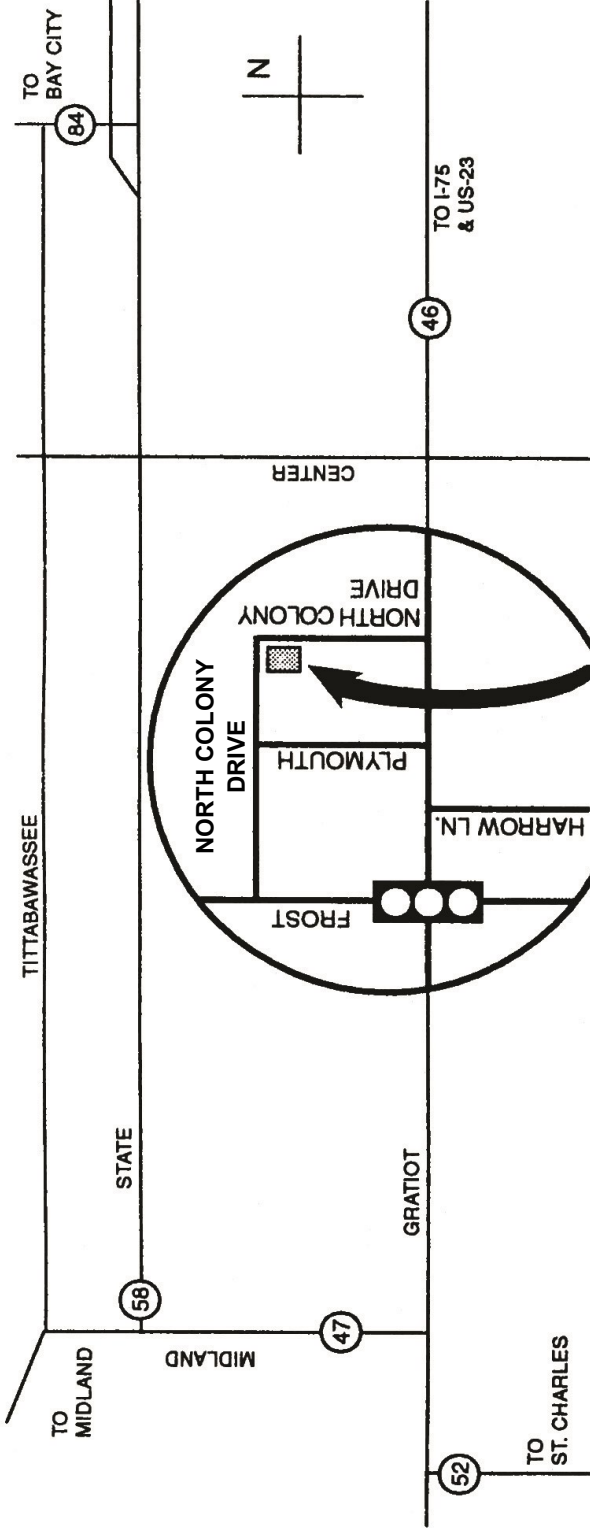 TO
BAY CITY
84
N
TITTABAWASSEE
STATE
58
TO
MIDLAND
MIDLAND
47
CENTER
46
TO I-75
& US-23
NORTH COLONY
DRIVE
NORTH COLONY
DRIVE
PLYMOUTH
FROST
HARROW LN.
GRATIOT
52
TO
ST. CHARLES